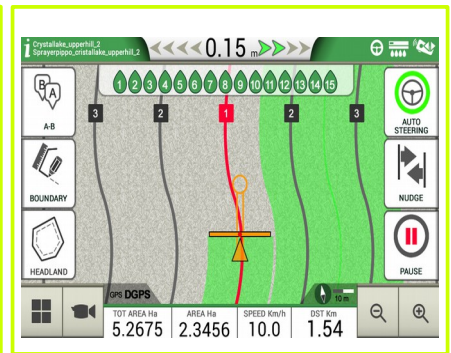 Crystallake_upperhill_2
Sprayerpippo_cristallake_upperhill_2
0.15 m
1 2 3 4 5 6 7 8 9 10 11 12 13 14 15
3 2 1 2 3
A B
A-B
BOUNDARY
HEADLAND
AUTO
STEERING
NUDGE
PAUSE
GPS DGPS
10 m
TOT AREA Ha
5.2675
AREA Ha
2.3456
SPEED Km/h
10.0
DST Km
1.54